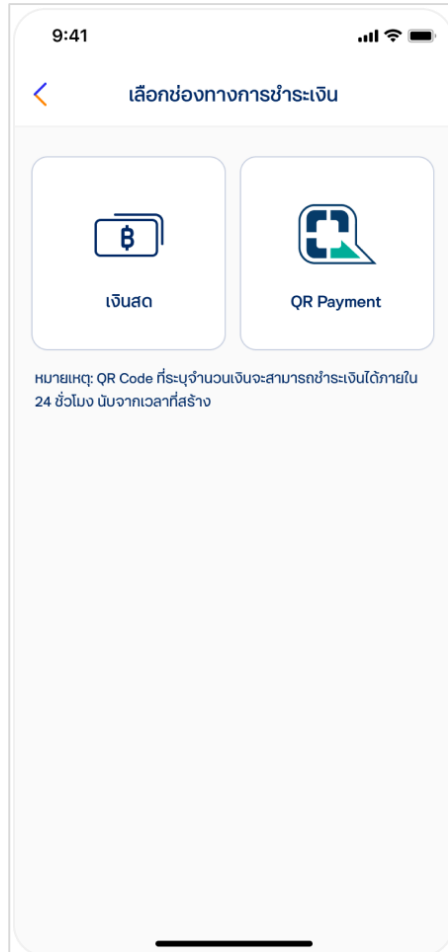 9:41
เลือกช่องทางการชำระเงิน
฿
เงินสด
QR Payment
หมายเหตุ: QR Code ที่ระบุจำนวนเงินจะสามารถชำระเงินได้ภายใน
24 ชั่วโมง นับจากเวลาที่สร้าง